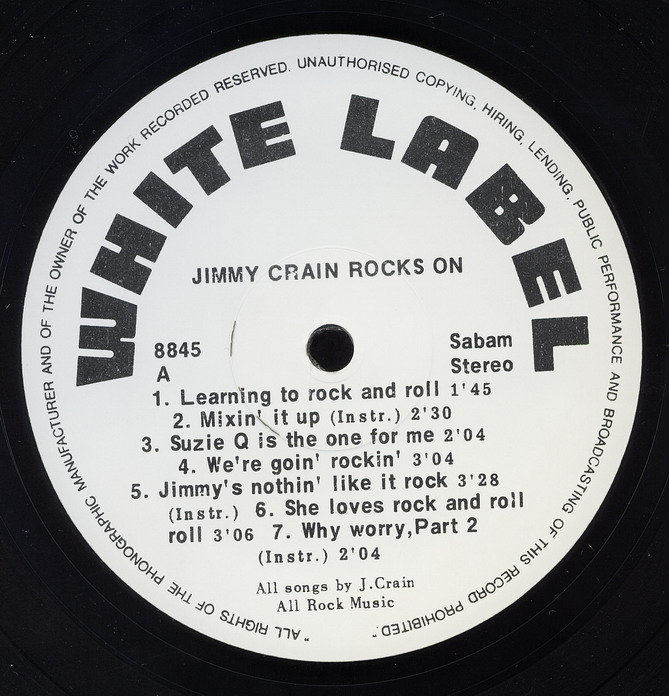 "ALL RIGHTS OF THE PHONOGRAPHIC MANUFACTURER AND OF THE OWNER OF THE WORK RECORDED RESERVED. UNAUTHORISED COPYING, HIRING, LENDING, PUBLIC PERFORMANCE AND BROADCASTING OF THIS RECORD PROHIBITED."
WHITE LABEL
JIMMY CRAIN ROCKS ON
8845
A
Sabam
Stereo
1. Learning to rock and roll 1'45
2. Mixin' it up (Instr.) 2'30
3. Suzie Q is the one for me 2'04
4. We're goin' rockin' 3'04
5. Jimmy's nothin' like it rock 3'28
(Instr.) 6. She loves rock and roll
roll 3'06 7. Why worry,Part 2
(Instr.) 2'04
All songs by J.Crain
All Rock Music